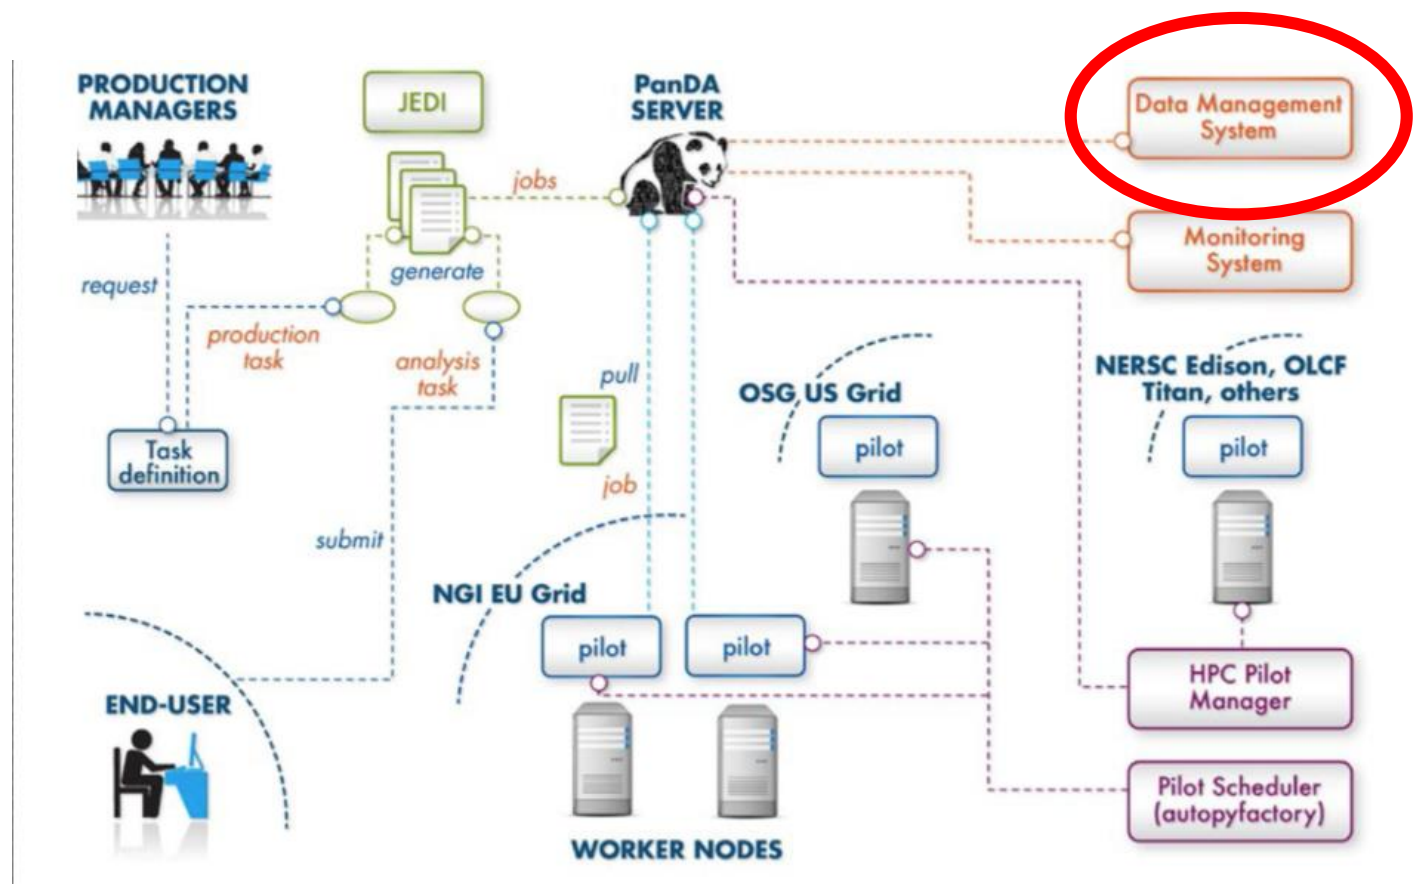 PRODUCTION
MANAGERS
JEDI
PanDA
SERVER
Data Management
System
jobs
Monitoring
System
request
generate
production
task
analysis
task
pull
OSG US Grid
NERSC Edison, OLCF
Titan, others
pilot
pilot
Task
definition
job
submit
NGI EU Grid
pilot
pilot
HPC Pilot
Manager
END-USER
Pilot Scheduler
(autopyfactory)
WORKER NODES